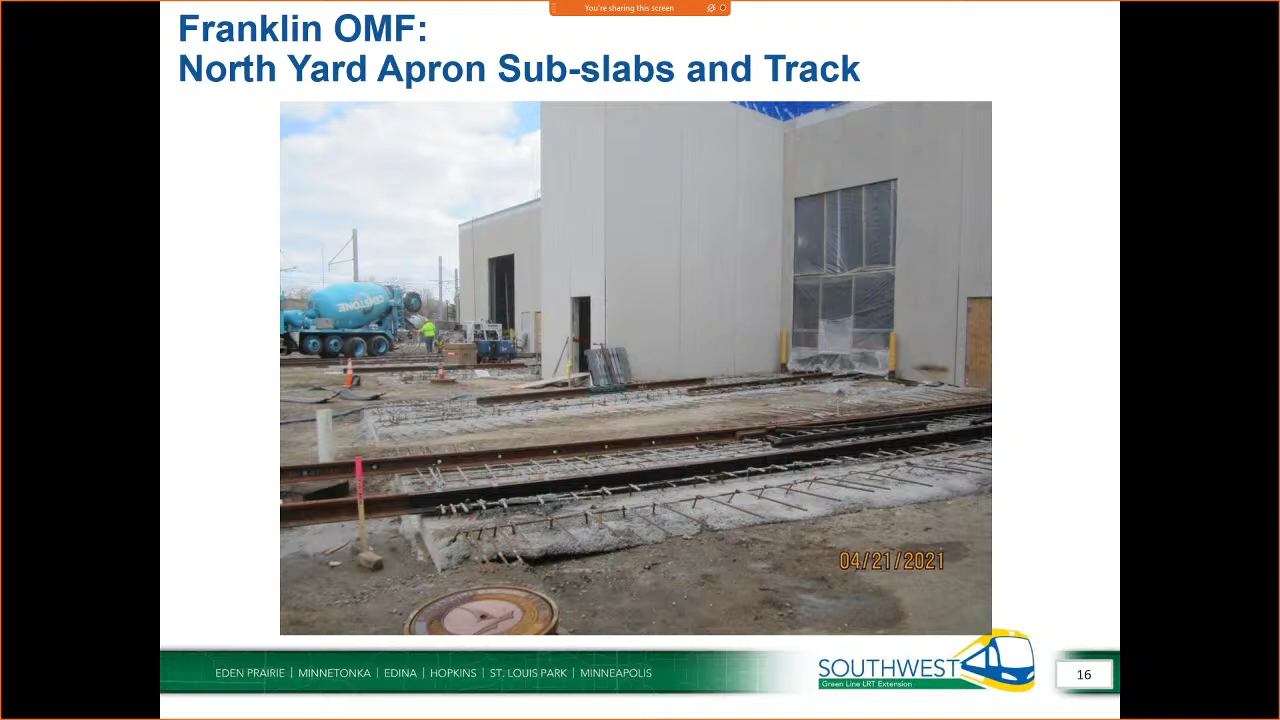 You're sharing this screen
Franklin OMF:
North Yard Apron Sub-slabs and Track
CEMSTONE
04/21/2021
EDEN PRAIRIE | MINNETONKA | EDINA | HOPKINS | ST. LOUIS PARK | MINNEAPOLIS
SOUTHWEST
Green Line LRT Extension
16